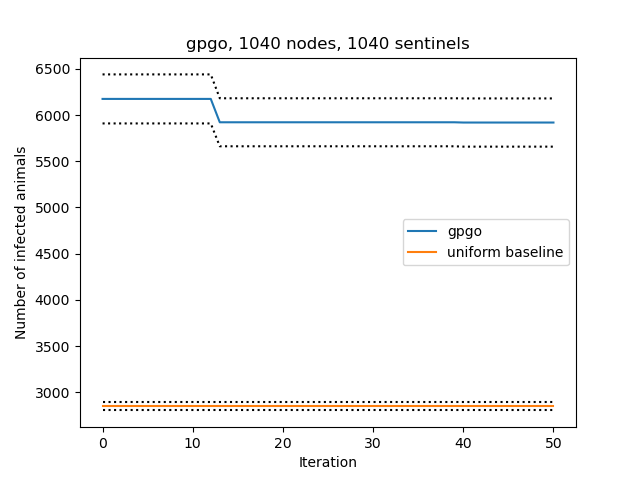 gpgo, 1040 nodes, 1040 sentinels
6500
6000
5500
5000
4500
4000
3500
3000
Number of infected animals
gpgo
uniform baseline
0 10 20 30 40 50
Iteration